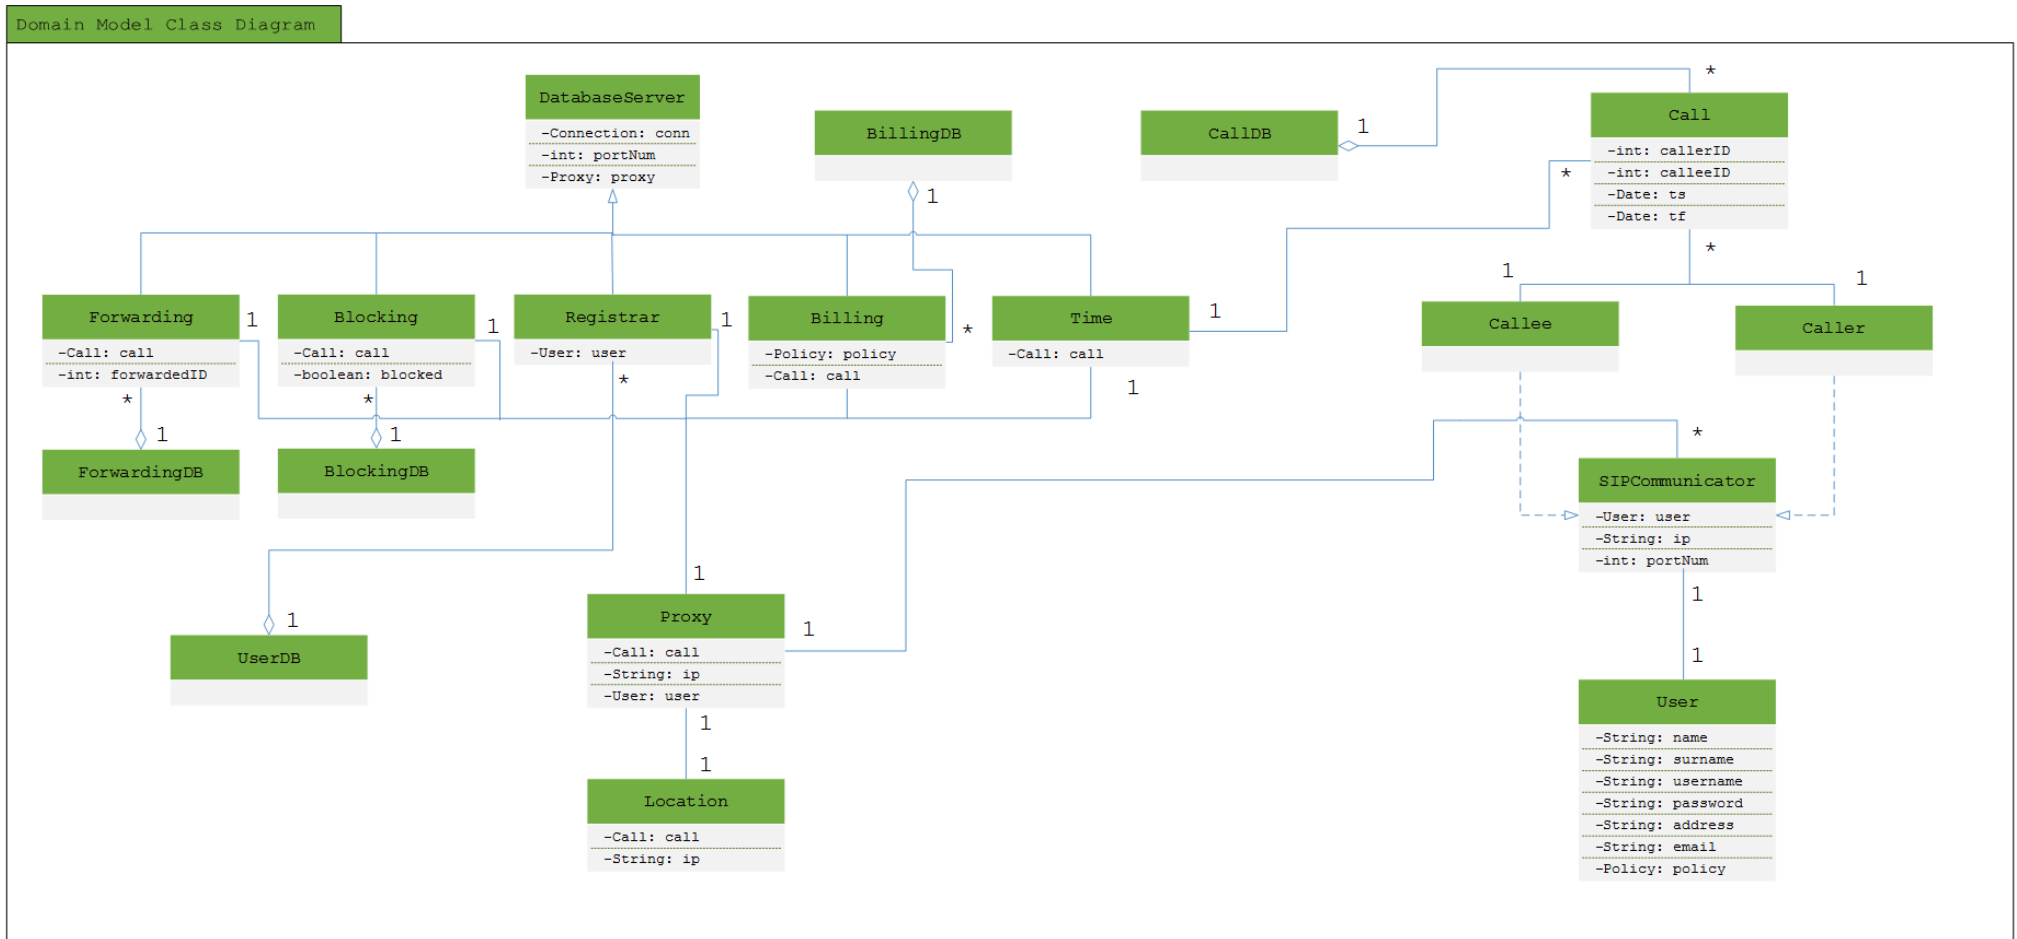 Domain Model Class Diagram
DatabaseServer
-Connection: conn
-int: portNum
-Proxy: proxy
BillingDB
1
CallDB
1
*
Call
-int: callerID
-int: calleeID
-Date: ts
-Date: tf
*
*
1
1
Forwarding
-Call: call
-int: forwardedID
1
*
1
ForwardingDB
Blocking
-Call: call
-boolean: blocked
1
*
1
BlockingDB
Registrar
-User: user
1
*
Billing
-Policy: policy
-Call: call
*
Time
-Call: call
1
1
Callee
Caller
*
SIPCommunicator
-User: user
-String: ip
-int: portNum
1
1
UserDB
1
Proxy
-Call: call
-String: ip
-User: user
1
1
1
Location
-Call: call
-String: ip
1
User
-String: name
-String: surname
-String: username
-String: password
-String: address
-String: email
-Policy: policy